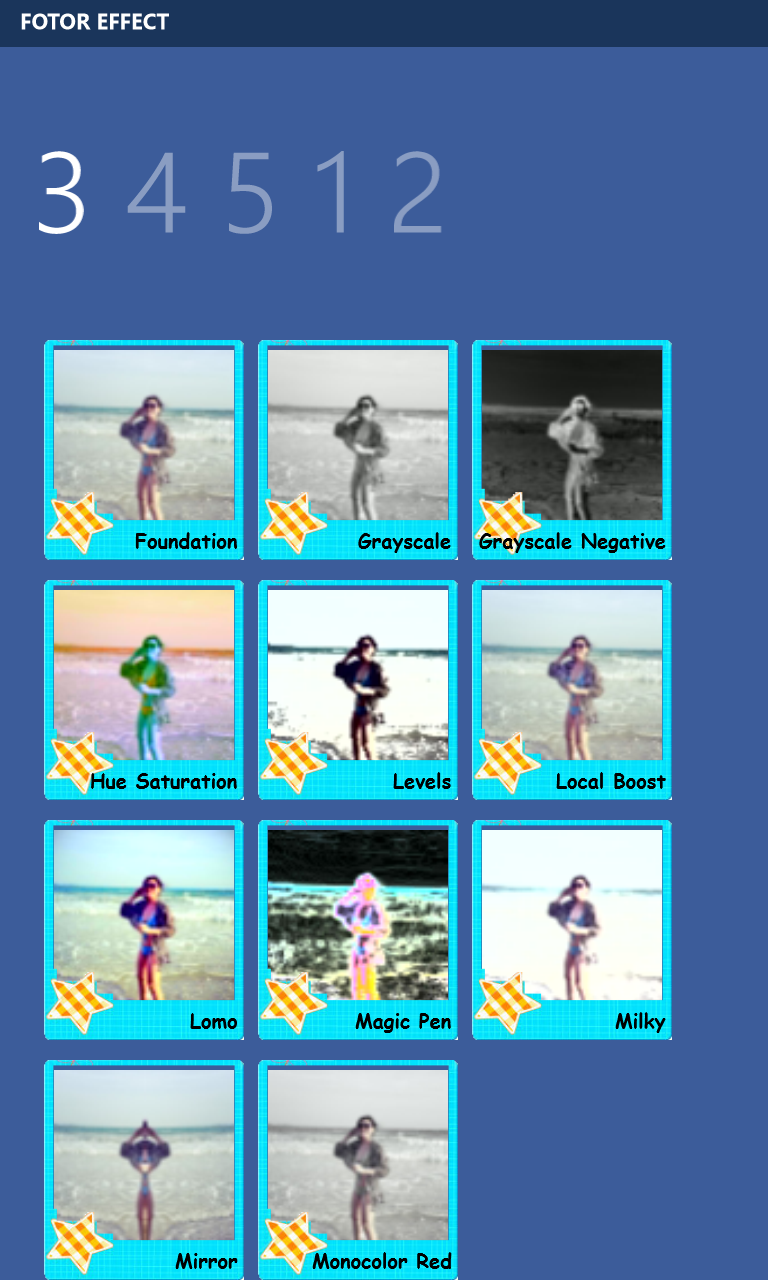 FOTOR EFFECT
3 4 5 1 2
Foundation
Grayscale
Grayscale Negative
Hue Saturation
Levels
Local Boost
Lomo
Magic Pen
Milky
Mirror
Monocolor Red